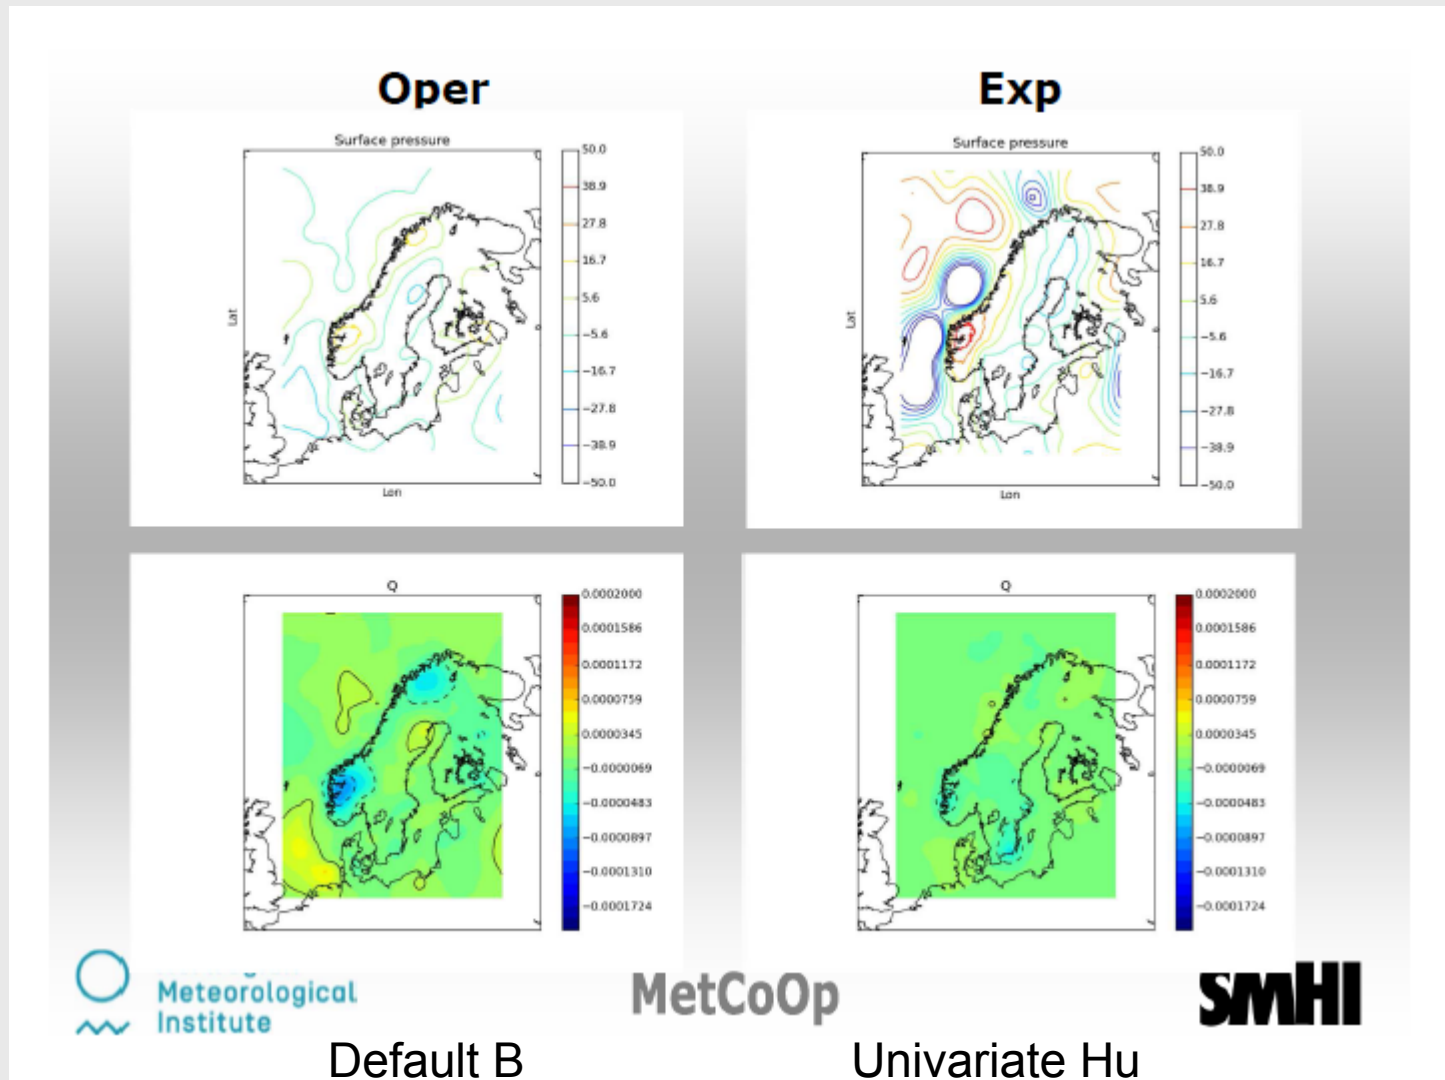 Oper
Exp
Surface pressure
50.0
38.9
27.8
16.7
5.6
−5.6
−16.7
−27.8
−38.9
−50.0
Lat
Lon
Surface pressure
50.0
38.9
27.8
16.7
5.6
−5.6
−16.7
−27.8
−38.9
−50.0
Lat
Lon
Q
0.0002000
0.0001586
0.0001172
0.0000759
0.0000345
−0.0000069
−0.0000483
−0.0000897
−0.0001310
−0.0001724
Q
0.0002000
0.0001586
0.0001172
0.0000759
0.0000345
−0.0000069
−0.0000483
−0.0000897
−0.0001310
−0.0001724
Meteorological
Institute
MetCoOp
SMHI
Default B
Univariate Hu